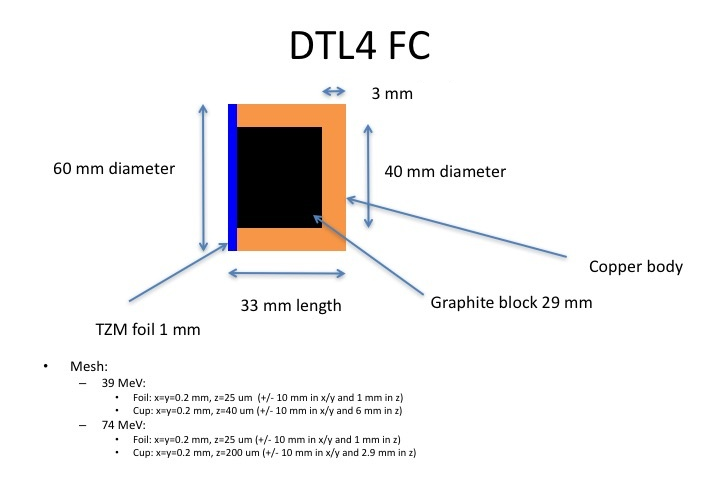 DTL4 FC
3 mm
60 mm diameter
40 mm diameter
Copper body
33 mm length
Graphite block 29 mm
TZM foil 1 mm
• Mesh:
– 39 MeV:
• Foil: x=y=0.2 mm, z=25 um (+/- 10 mm in x/y and 1 mm in z)
• Cup: x=y=0.2 mm, z=40 um (+/- 10 mm in x/y and 6 mm in z)
– 74 MeV:
• Foil: x=y=0.2 mm, z=25 um (+/- 10 mm in x/y and 1 mm in z)
• Cup: x=y=0.2 mm, z=200 um (+/- 10 mm in x/y and 2.9 mm in z)